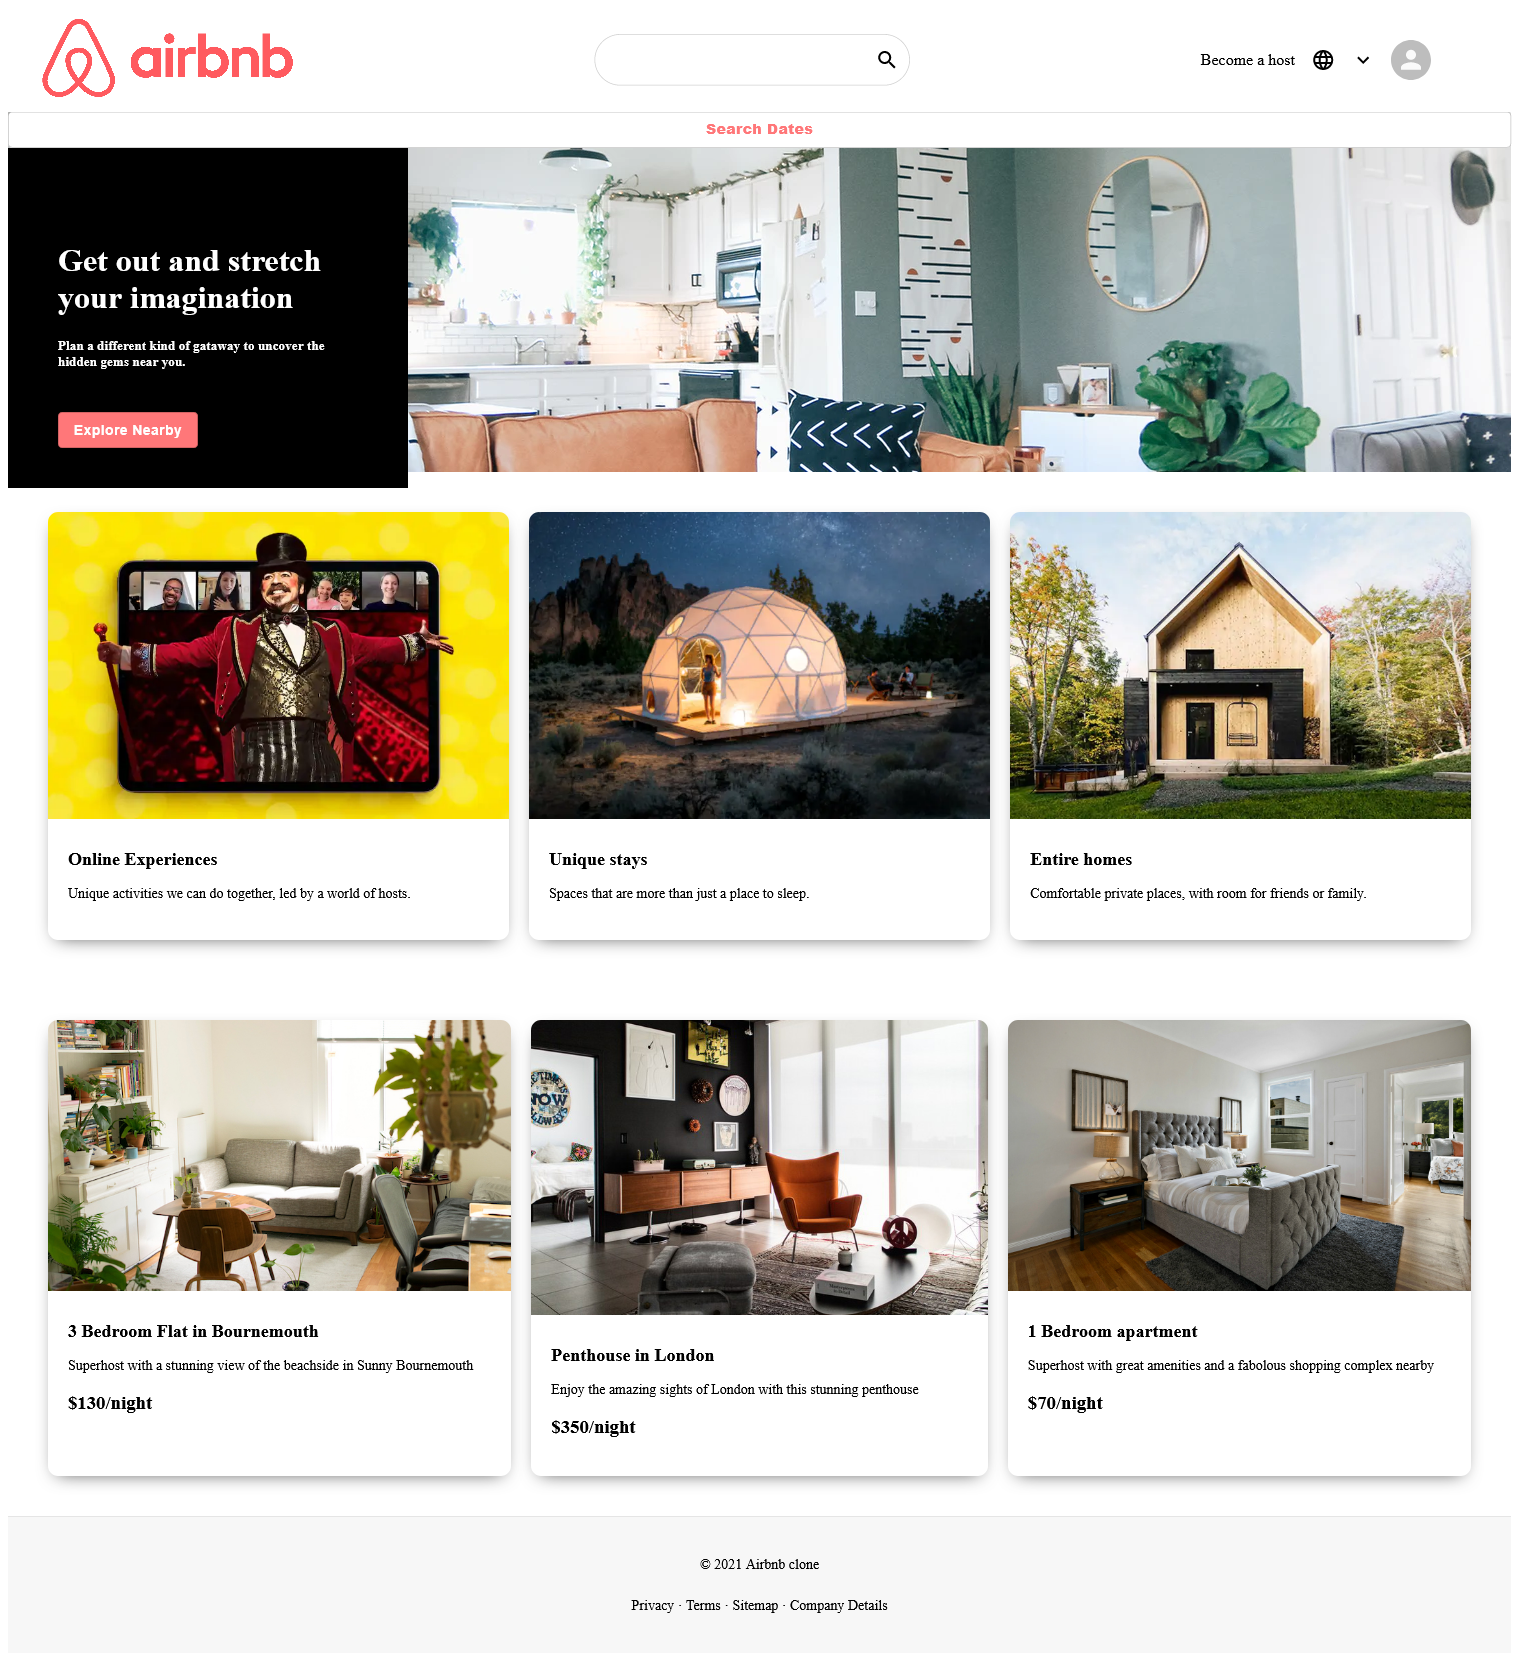 airbnb
Become a host
Search Dates
Get out and stretch
your imagination
Plan a different kind of gataway to uncover the
hidden gems near you.
Explore Nearby
Online Experiences
Unique activities we can do together, led by a world of hosts.
Unique stays
Spaces that are more than just a place to sleep.
Entire homes
Comfortable private places, with room for friends or family.
NOW
3 Bedroom Flat in Bournemouth
Superhost with a stunning view of the beachside in Sunny Bournemouth
$130/night
Penthouse in London
Enjoy the amazing sights of London with this stunning penthouse
$350/night
1 Bedroom apartment
Superhost with great amenities and a fabolous shopping complex nearby
$70/night
© 2021 Airbnb clone
Privacy · Terms · Sitemap · Company Details